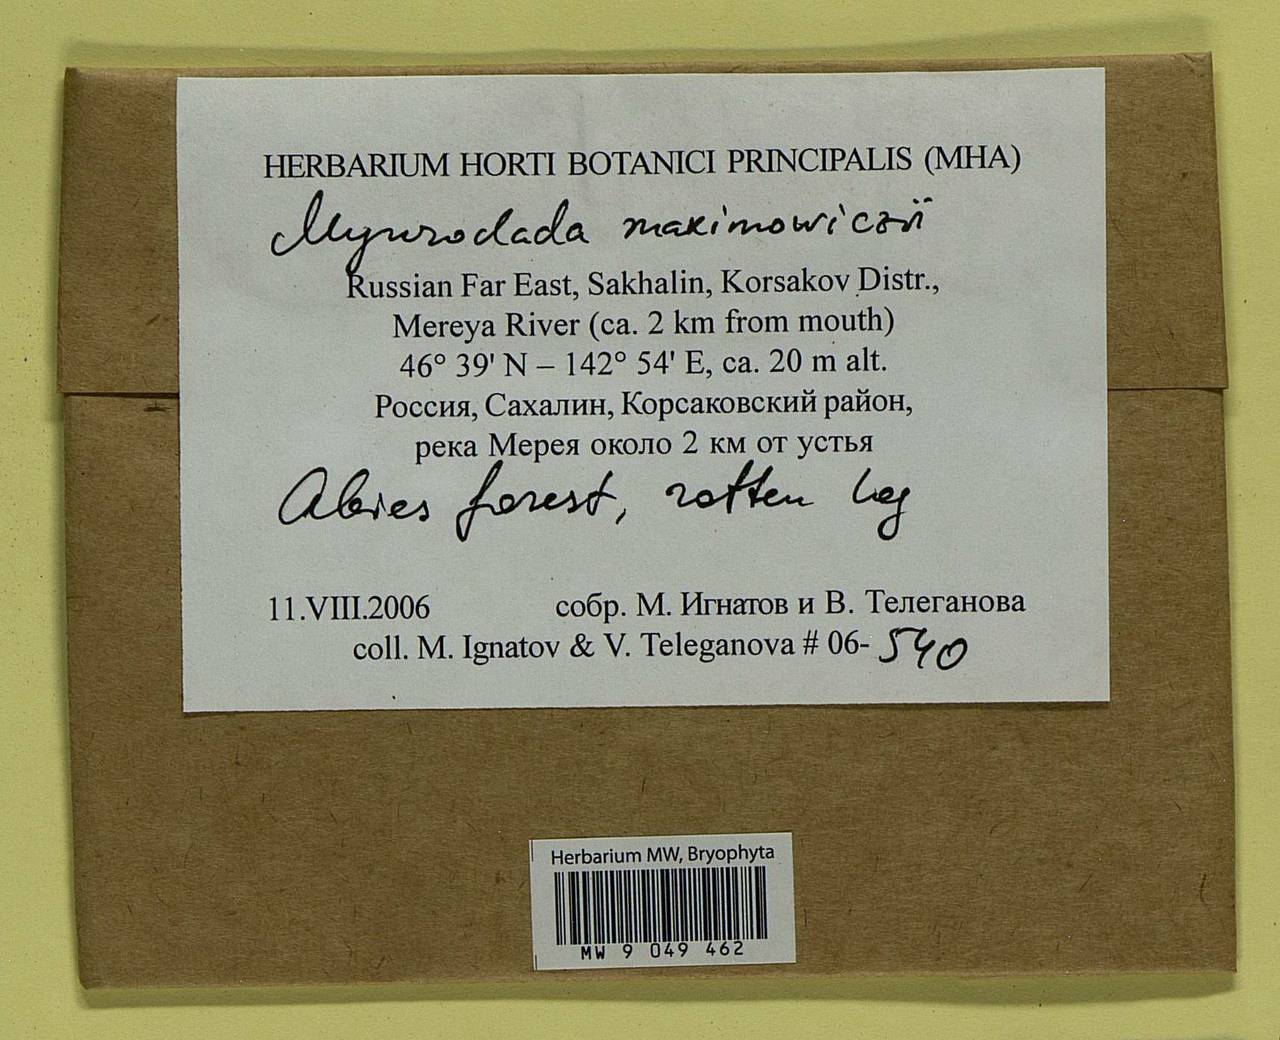 HERBARIUM HORTI BOTANICI PRINCIPALIS (MHA)
Myuroclada maximowiczii
Russian Far East, Sakhalin, Korsakov Distr.,
Mereya River (ca. 2 km from mouth)
46° 39' N – 142° 54' E, ca. 20 m alt.
Россия, Сахалин, Корсаковский район,
река Мерея около 2 км от устья
Abies forest, rotten log
11.VIII.2006 собр. М. Игнатов и В. Телеганова
coll. M. Ignatov & V. Teleganova # 06- 540
Herbarium MW, Bryophyta
MW 9 049 462